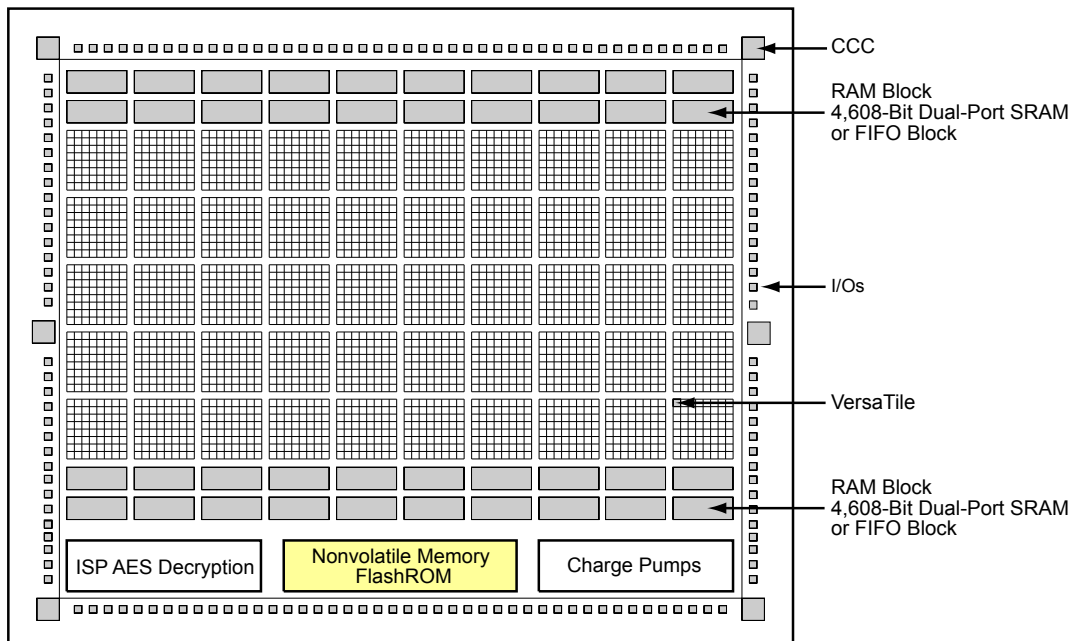 CCC
RAM Block
4,608-Bit Dual-Port SRAM
or FIFO Block
I/Os
VersaTile
RAM Block
4,608-Bit Dual-Port SRAM
or FIFO Block
ISP AES Decryption
Nonvolatile Memory
FlashROM
Charge Pumps